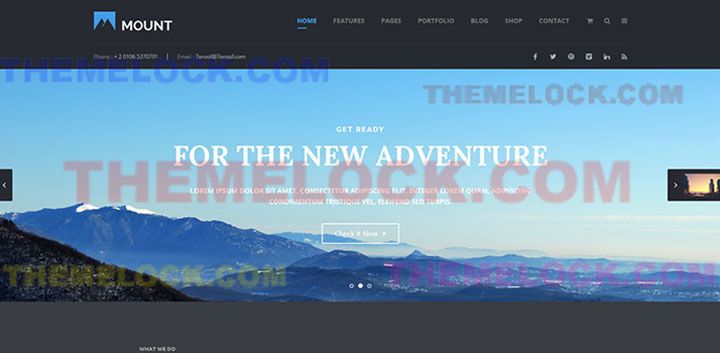 MOUNT
HOME FEATURES PAGES PORTFOLIO BLOG SHOP CONTACT
Phone : + 2 0106 5370701 | Email : 7oroof@7oroof.com
THEMELOCK.COM
THEMELOCK.COM
GET READY
FOR THE NEW ADVENTURE
THEMELOCK.COM
LOREM IPSUM DOLOR SIT AMET, CONSECTETUR ADIPISCING ELIT. INTEGER LOREM QUAM, ADIPISCING
CONDIMENTUM TRISTIQUE VEL, ELEIFEND SED TURPIS.
Check it Now >
THEMELOCK.COM
THEMELOCK.COM
WHAT WE DO